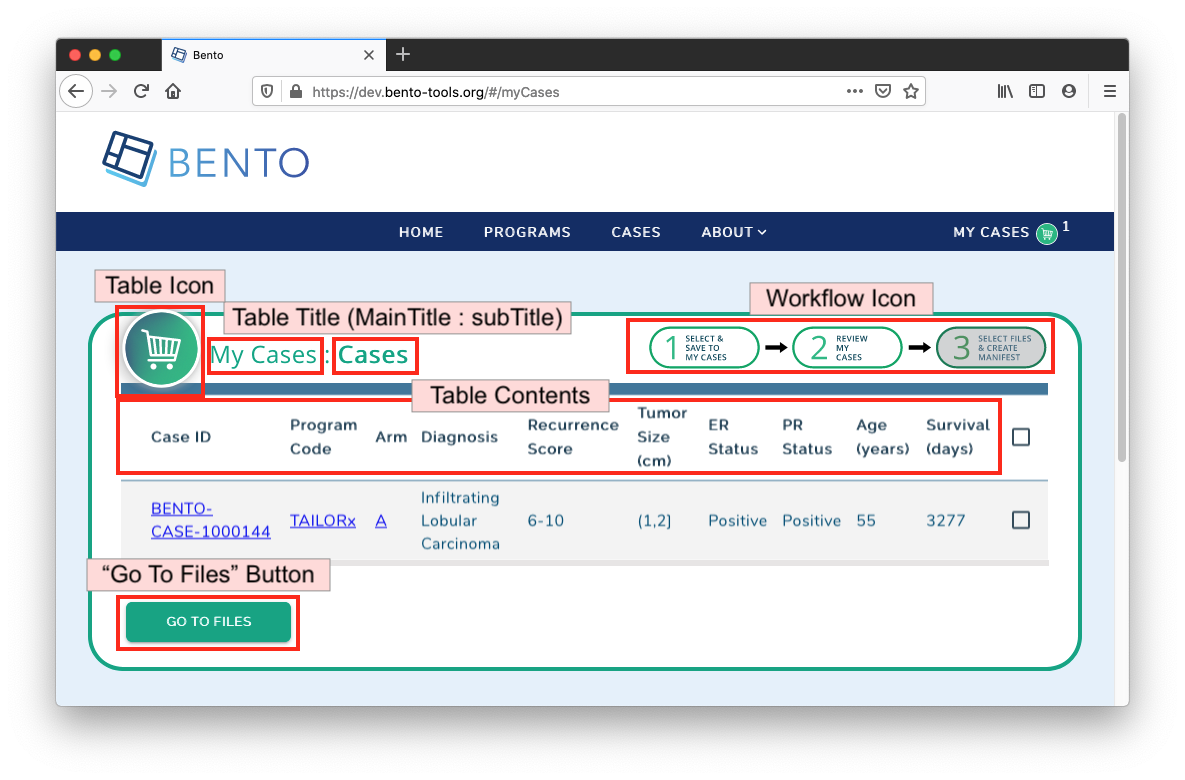 Bento
https://dev.bento-tools.org/#/myCases
BENTO
HOME PROGRAMS CASES ABOUT MY CASES 1
Table Icon
Table Title (MainTitle : subTitle)
Workflow Icon
My Cases : Cases
1 SELECT &
SAVE TO
MY CASES
2 REVIEW
MY
CASES
3 SELECT FILES
& CREATE
MANIFEST
Table Contents
Case ID
Program
Code
Arm
Diagnosis
Recurrence
Score
Tumor
Size
(cm)
ER
Status
PR
Status
Age
(years)
Survival
(days)
BENTO-
CASE-1000144
TAILORx
A
Infiltrating
Lobular
Carcinoma
6-10
(1,2]
Positive
Positive
55
3277
“Go To Files” Button
GO TO FILES